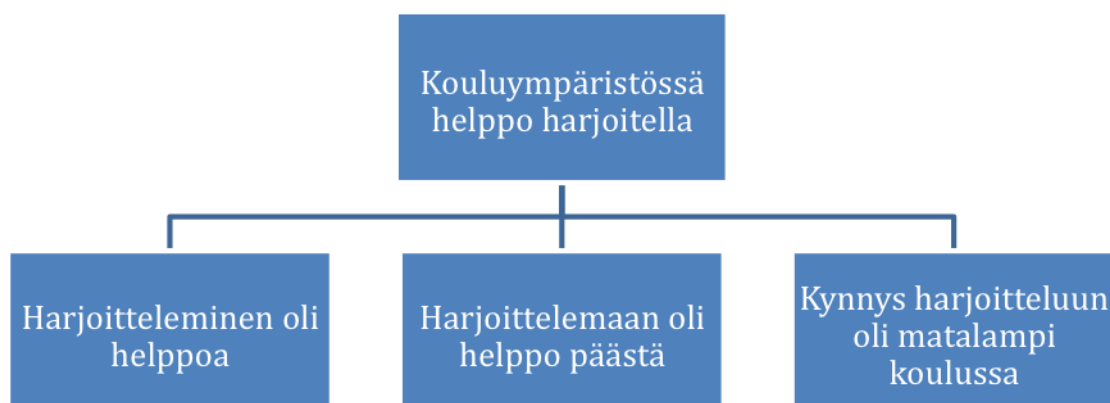 Kouluympäristössä
helppo harjoitella
Harjoitteleminen oli
helppoa
Harjoittelemaan oli
helppo päästä
Kynnys harjoitteluun
oli matalampi
koulussa